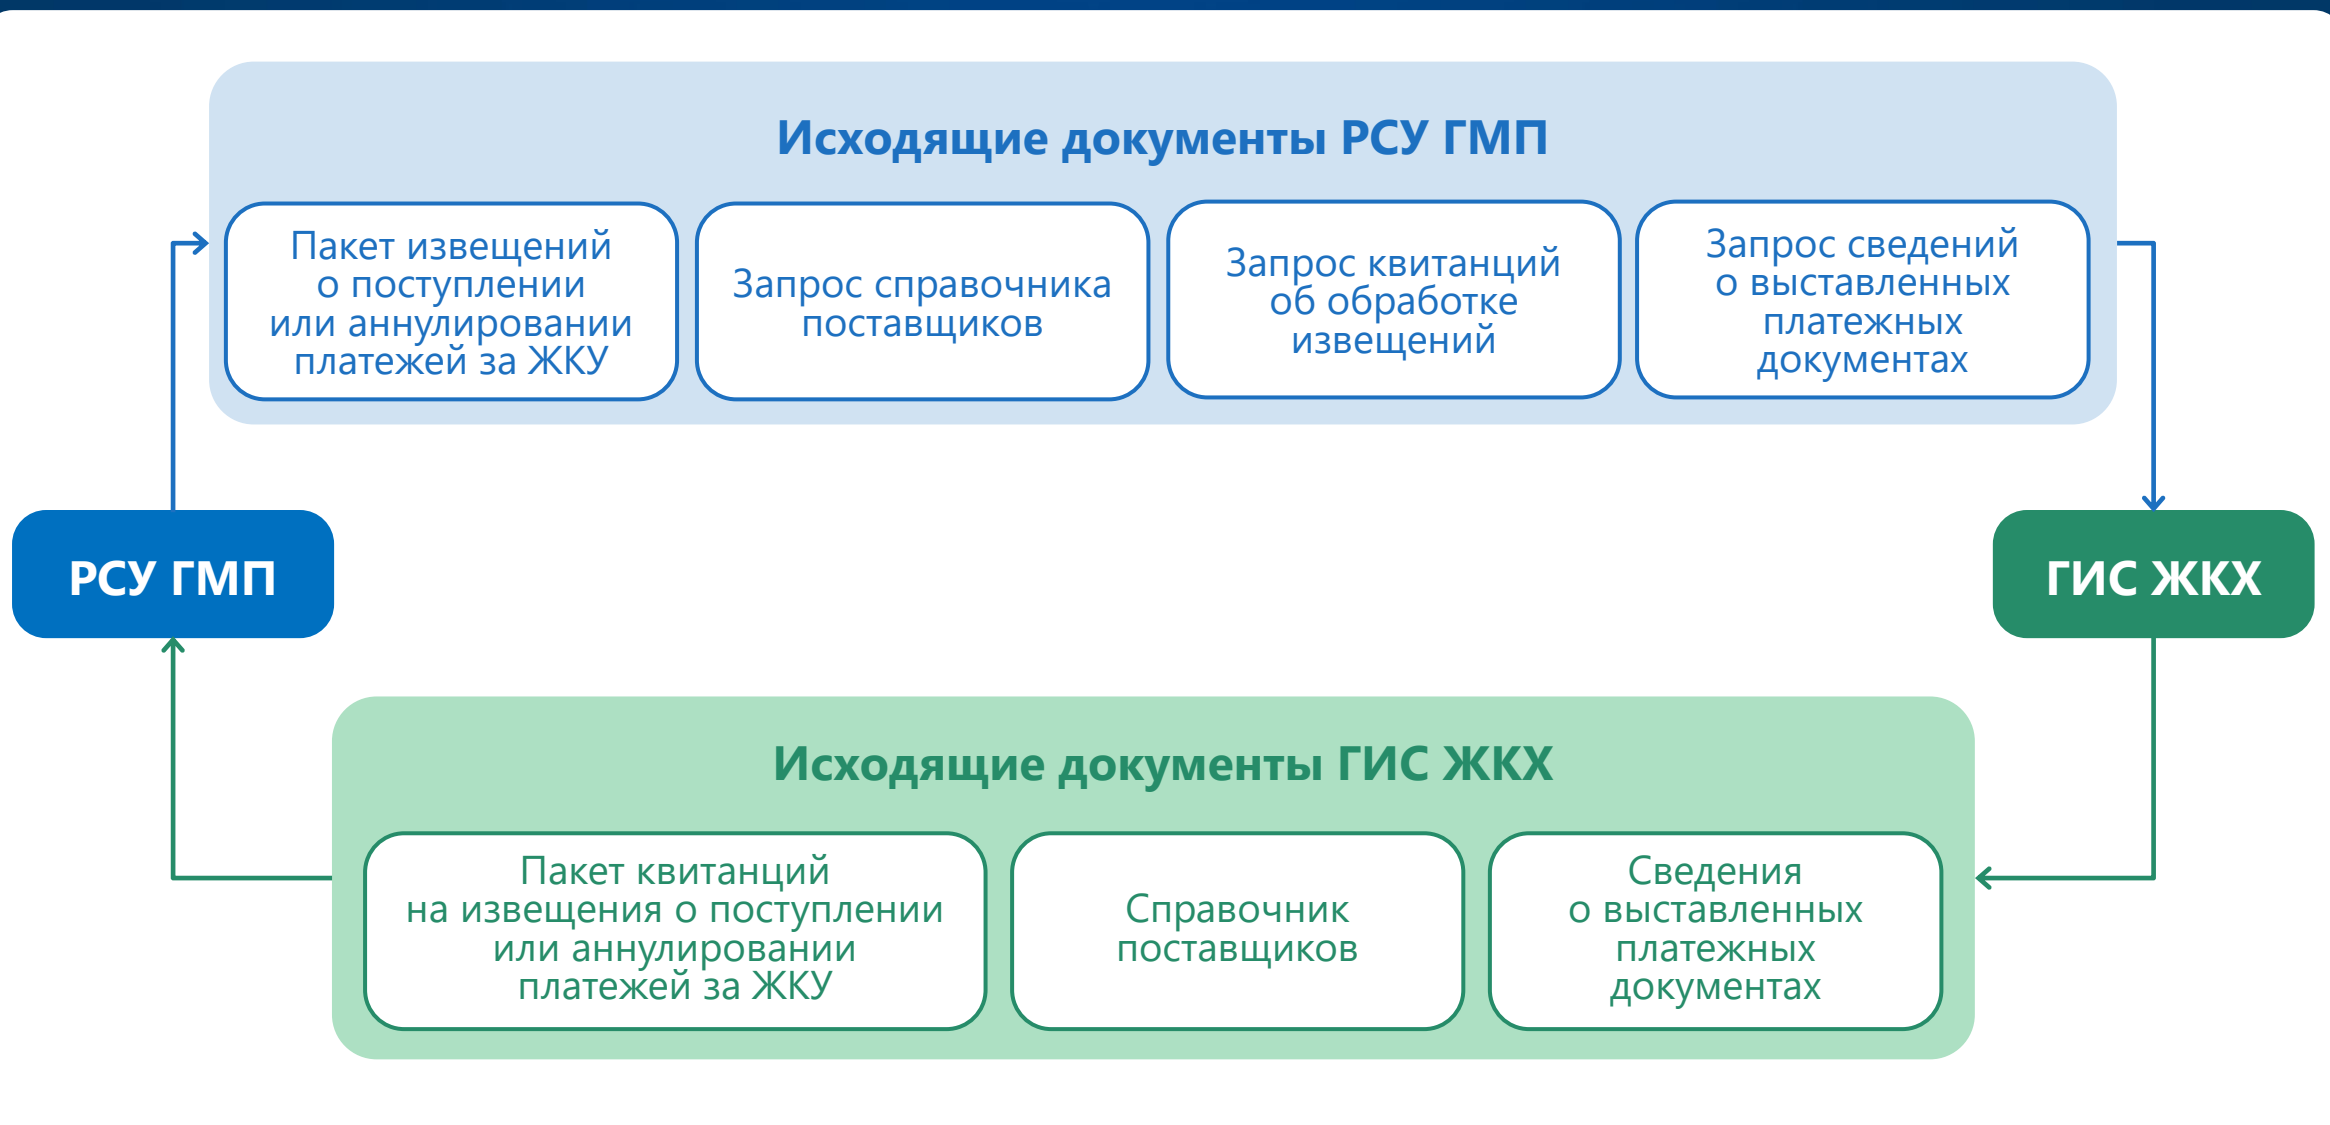 Исходящие документы РСУ ГМП
Пакет извещений
о поступлении
или аннулировании
платежей за ЖКУ
Запрос справочника
поставщиков
Запрос квитанций
об обработке
извещений
Запрос сведений
о выставленных
платежных
документах
РСУ ГМП
ГИС ЖКХ
Исходящие документы ГИС ЖКХ
Пакет квитанций
на извещения о поступлении
или аннулировании
платежей за ЖКУ
Справочник
поставщиков
Сведения
о выставленных
платежных
документах